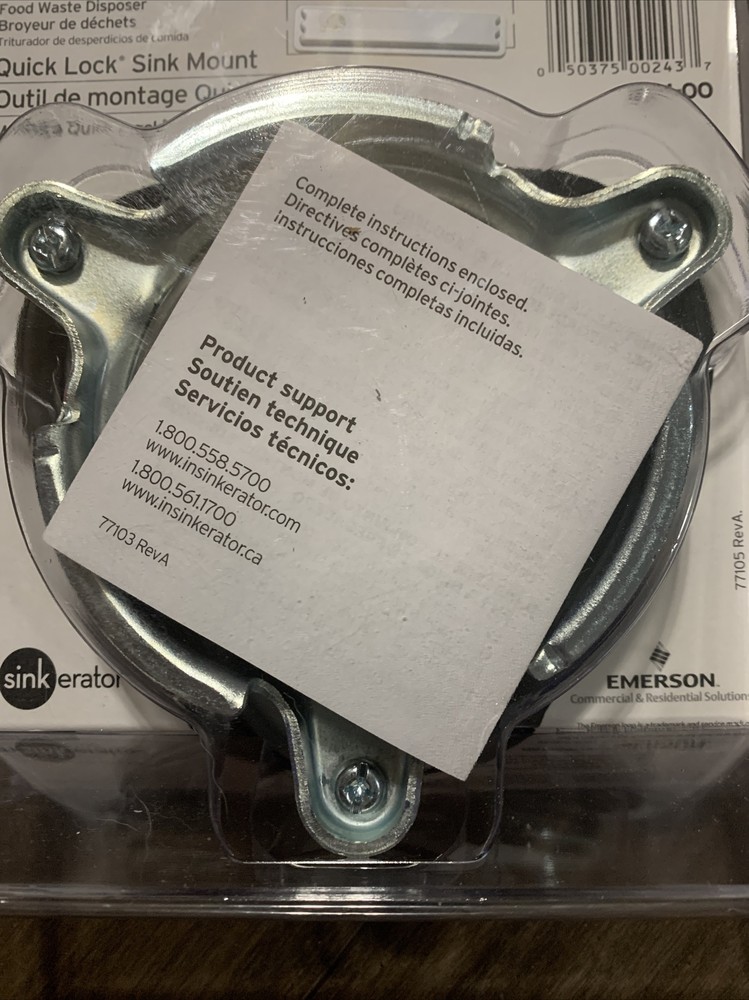 Food Waste Disposer
Broyeur de déchets
Triturador de desperdicios de comida
Quick Lock® Sink Mount
Outil de montage Qui
0 50375 00243 7
Complete instructions enclosed.
Directives complètes ci-jointes.
instrucciones completas incluidas.
Product support
Soutien technique
Servicios técnicos:
1.800.558.5700
www.insinkerator.com
1.800.561.1700
www.insinkerator.ca
77103 RevA
77105 RevA.
sinkerator
EMERSON™
Commercial & Residential Solutions